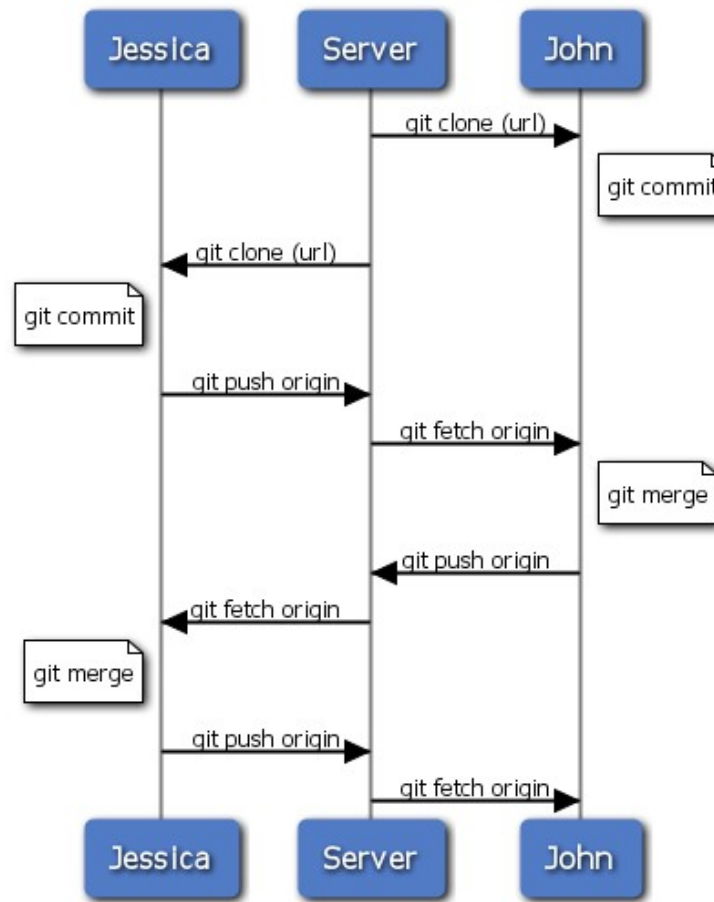 Jessica
Server
John
git clone (url)
git commit
git clone (url)
git commit
git push origin
git fetch origin
git merge
git push origin
git fetch origin
git merge
git push origin
git fetch origin
Jessica
Server
John